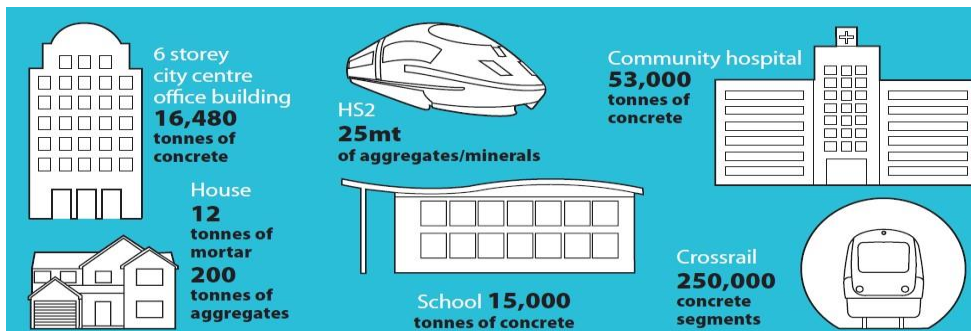 6 storey
city centre
office building
16,480
tonnes of
concrete
HS2
25mt
of aggregates/minerals
Community hospital
53,000
tonnes of
concrete
House
12
tonnes of
mortar
200
tonnes of
aggregates
School 15,000
tonnes of concrete
Crossrail
250,000
concrete
segments